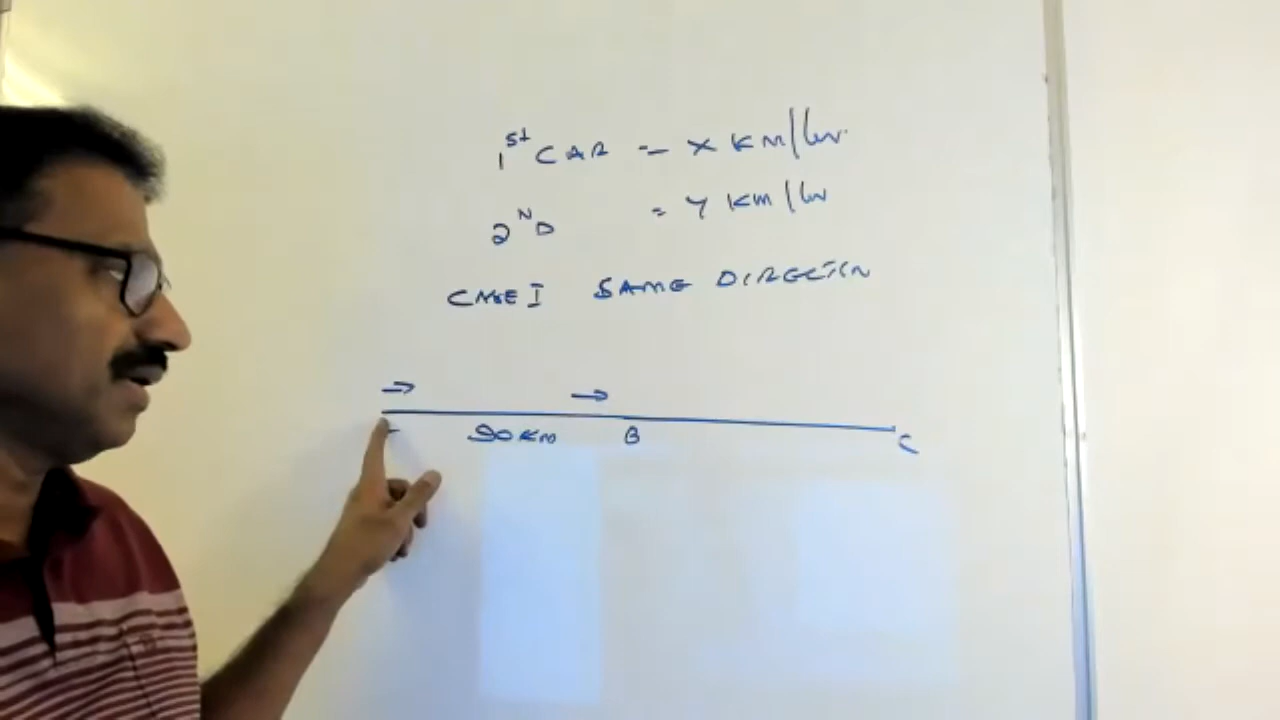 1ST CAR = X KM/hr
2ND = Y KM/hr
CASE I SAME DIRECTION
90 KM B C